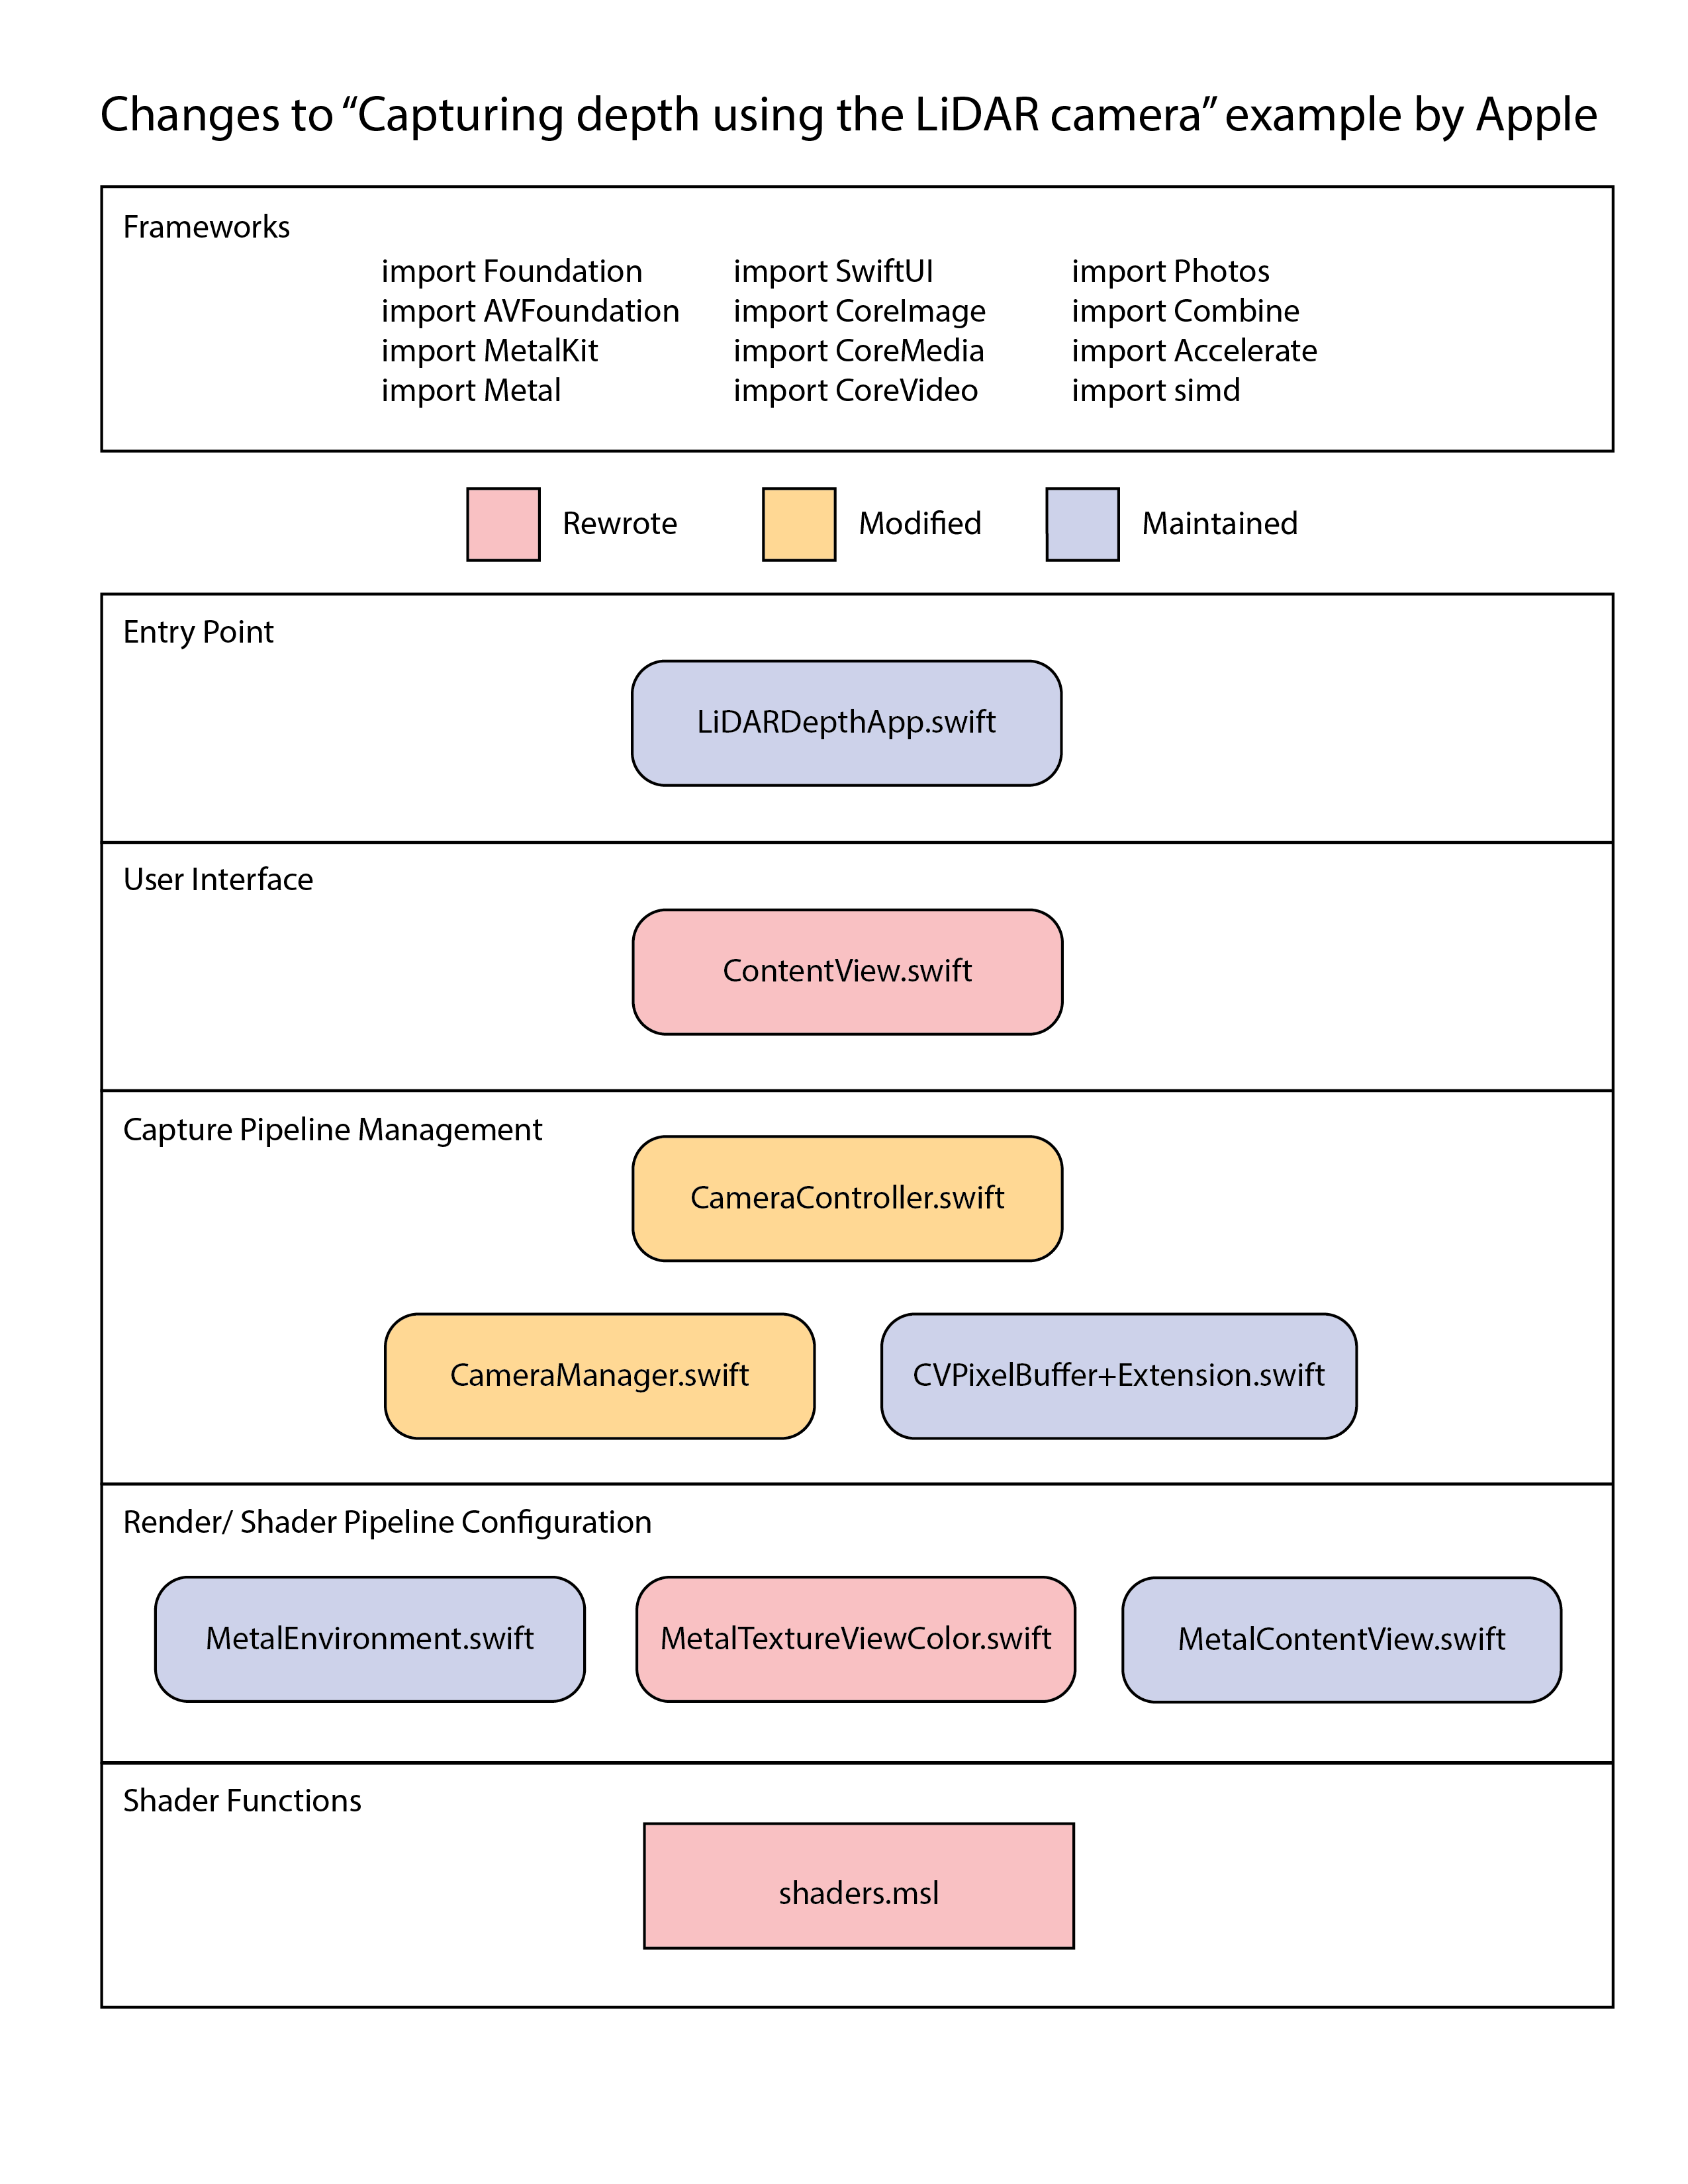 Changes to “Capturing depth using the LiDAR camera” example by Apple
Frameworks
import Foundation
import AVFoundation
import MetalKit
import Metal
import SwiftUI
import CoreImage
import CoreMedia
import CoreVideo
import Photos
import Combine
import Accelerate
import simd
Rewrote
Modified
Maintained
Entry Point
LiDARDepthApp.swift
User Interface
ContentView.swift
Capture Pipeline Management
CameraController.swift
CameraManager.swift
CVPixelBuffer+Extension.swift
Render/ Shader Pipeline Configuration
MetalEnvironment.swift
MetalTextureViewColor.swift
MetalContentView.swift
Shader Functions
shaders.msl